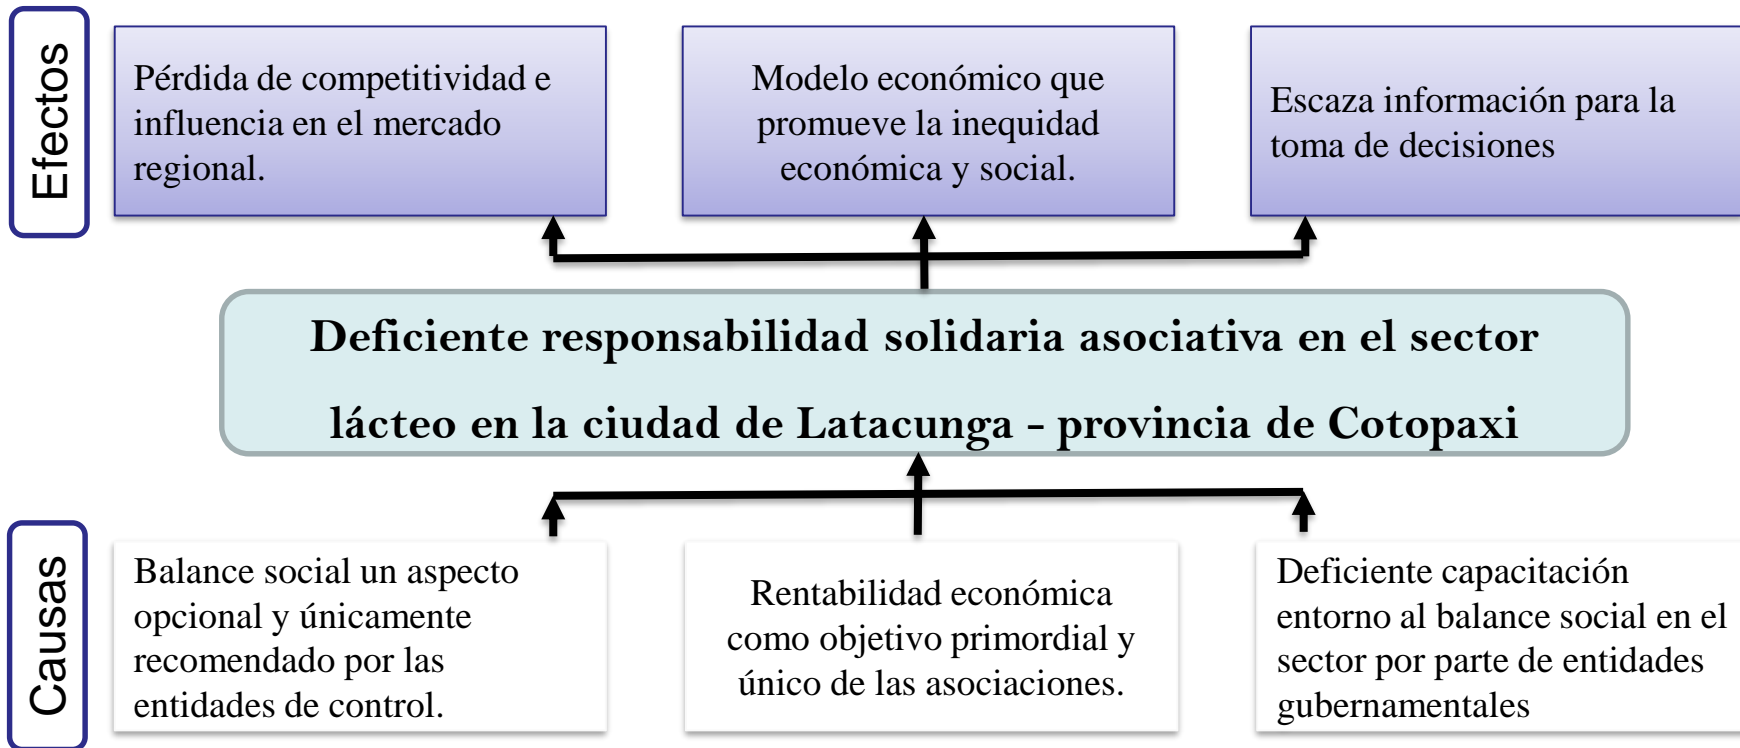 Efectos
Pérdida de competitividad e
influencia en el mercado
regional.
Modelo económico que
promueve la inequidad
económica y social.
Escaza información para la
toma de decisiones
Deficiente responsabilidad solidaria asociativa en el sector
lácteo en la ciudad de Latacunga - provincia de Cotopaxi
Causas
Balance social un aspecto
opcional y únicamente
recomendado por las
entidades de control.
Rentabilidad económica
como objetivo primordial y
único de las asociaciones.
Deficiente capacitación
entorno al balance social en el
sector por parte de entidades
gubernamentales